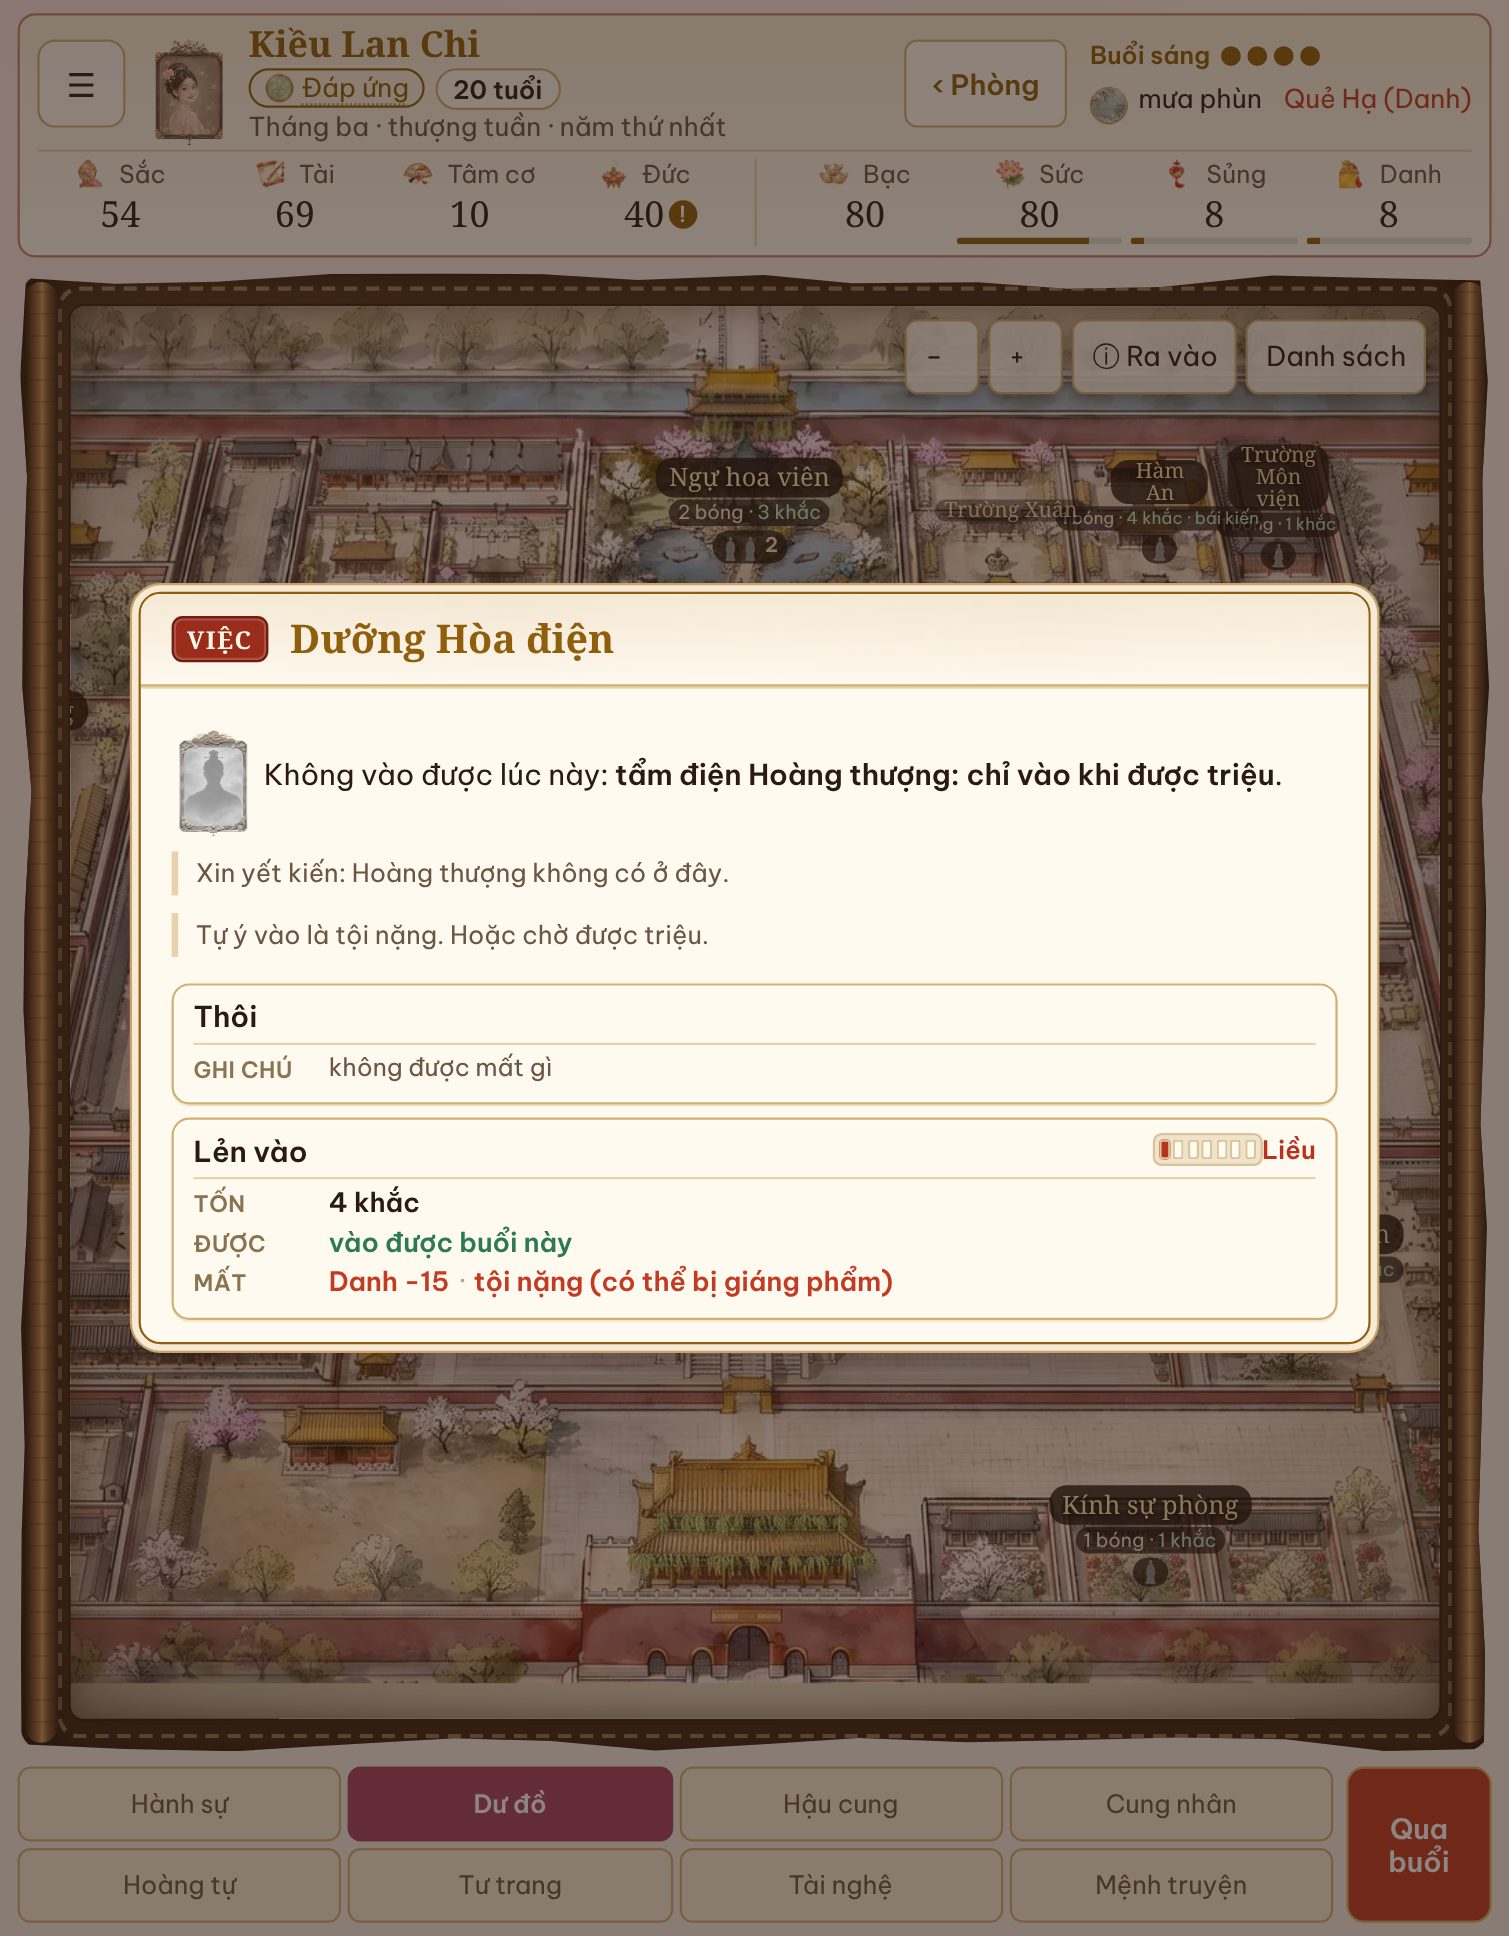 ☰
Kiều Lan Chi
Đáp ứng
20 tuổi
Tháng ba · thượng tuần · năm thứ nhất
‹ Phòng
Buổi sáng
mưa phùn Quẻ Hạ (Danh)
Sắc
54
Tài
69
Tâm cơ
10
Đức
40 !
Bạc
80
Sức
80
Sủng
8
Danh
8
− + ⓘ Ra vào Danh sách
Ngự hoa viên
2 bóng · 3 khắc
2
Trường Xuân
Hàm
An
bóng · 4 khắc · bái kiến
Trường
Môn
viện
1 khắc
VIỆC Dưỡng Hòa điện
Không vào được lúc này: tẩm điện Hoàng thượng: chỉ vào khi được triệu.
Xin yết kiến: Hoàng thượng không có ở đây.
Tự ý vào là tội nặng. Hoặc chờ được triệu.
Thôi
GHI CHÚ không được mất gì
Lẻn vào Liều
TỐN 4 khắc
ĐƯỢC vào được buổi này
MẤT Danh -15 · tội nặng (có thể bị giáng phẩm)
Kính sự phòng
1 bóng · 1 khắc
Hành sự
Dư đồ
Hậu cung
Cung nhân
Hoàng tự
Tư trang
Tài nghệ
Mệnh truyện
Qua
buổi